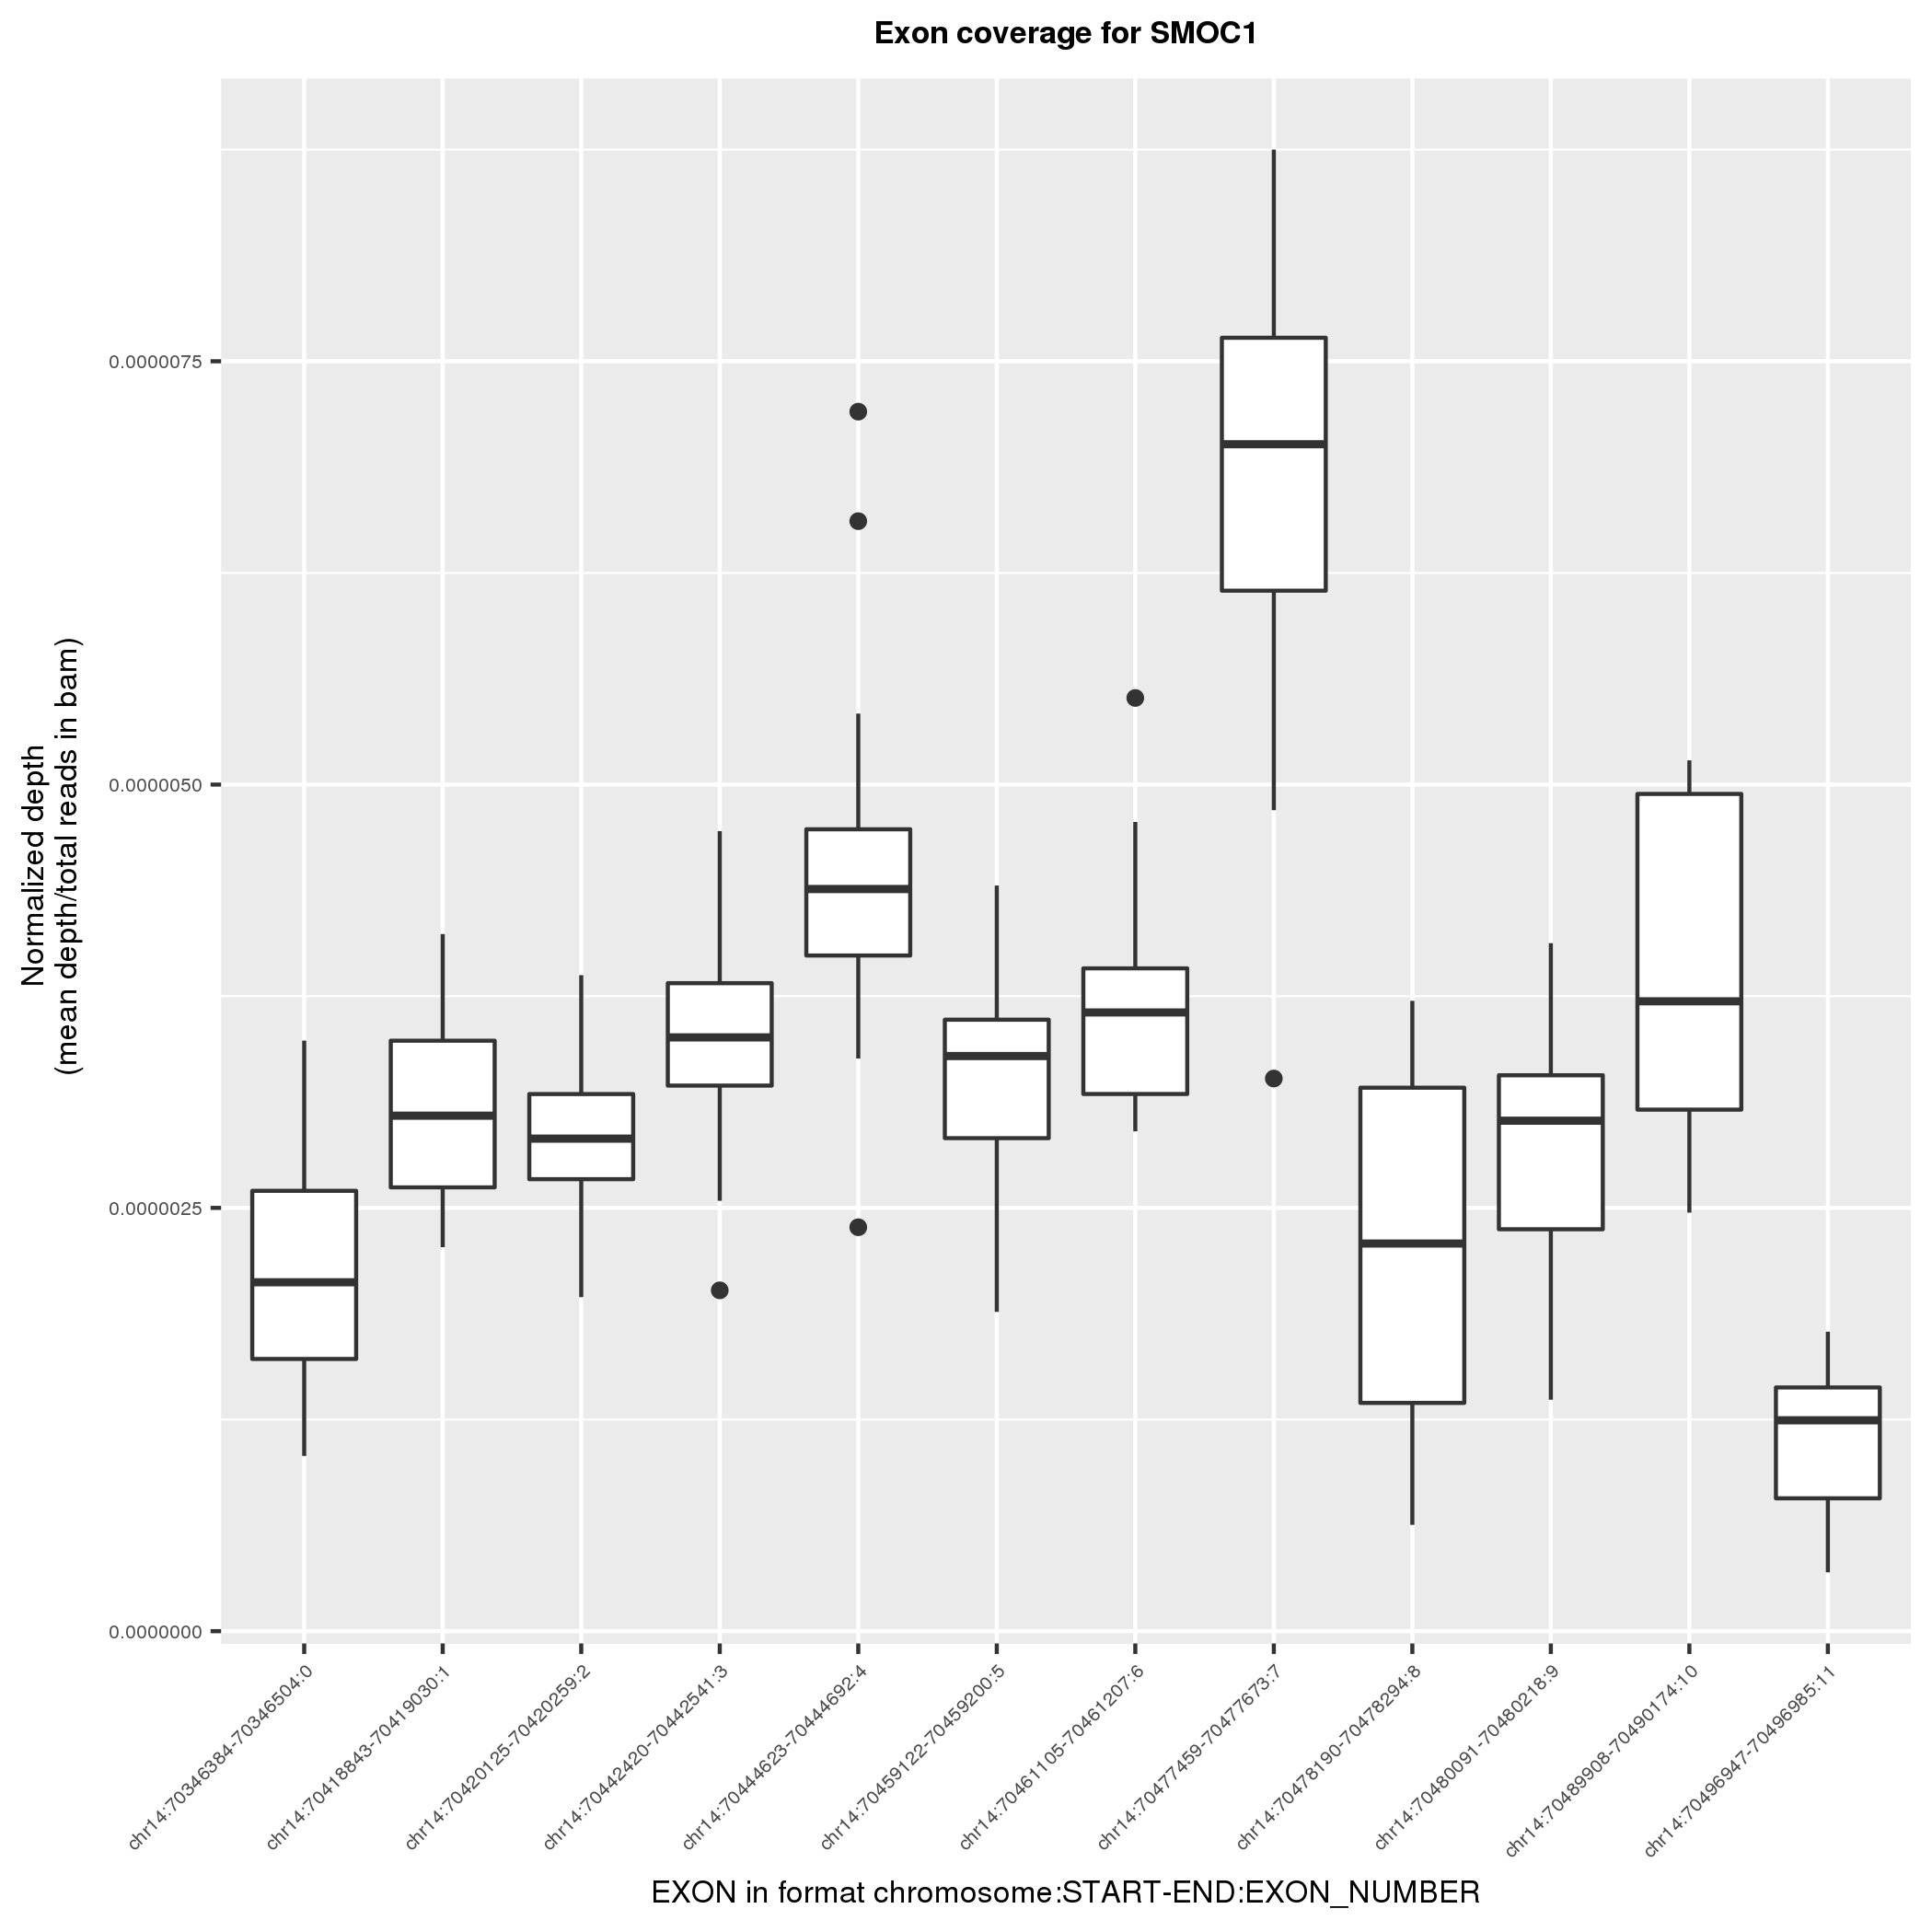 Exon coverage for SMOC1
Normalized depth
(mean depth/total reads in bam)
0.0000075
0.0000050
0.0000025
0.0000000
chr14:70346384-70346504:0
chr14:70418843-70419030:1
chr14:70420125-70420259:2
chr14:70442420-70442541:3
chr14:70444623-70444692:4
chr14:70459122-70459200:5
chr14:70461105-70461207:6
chr14:70477459-70477673:7
chr14:70478190-70478294:8
chr14:70480091-70480218:9
chr14:70489908-70490174:10
chr14:70496947-70496985:11
EXON in format chromosome:START-END:EXON_NUMBER